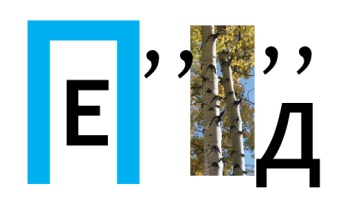 П Е ,, ,, Д